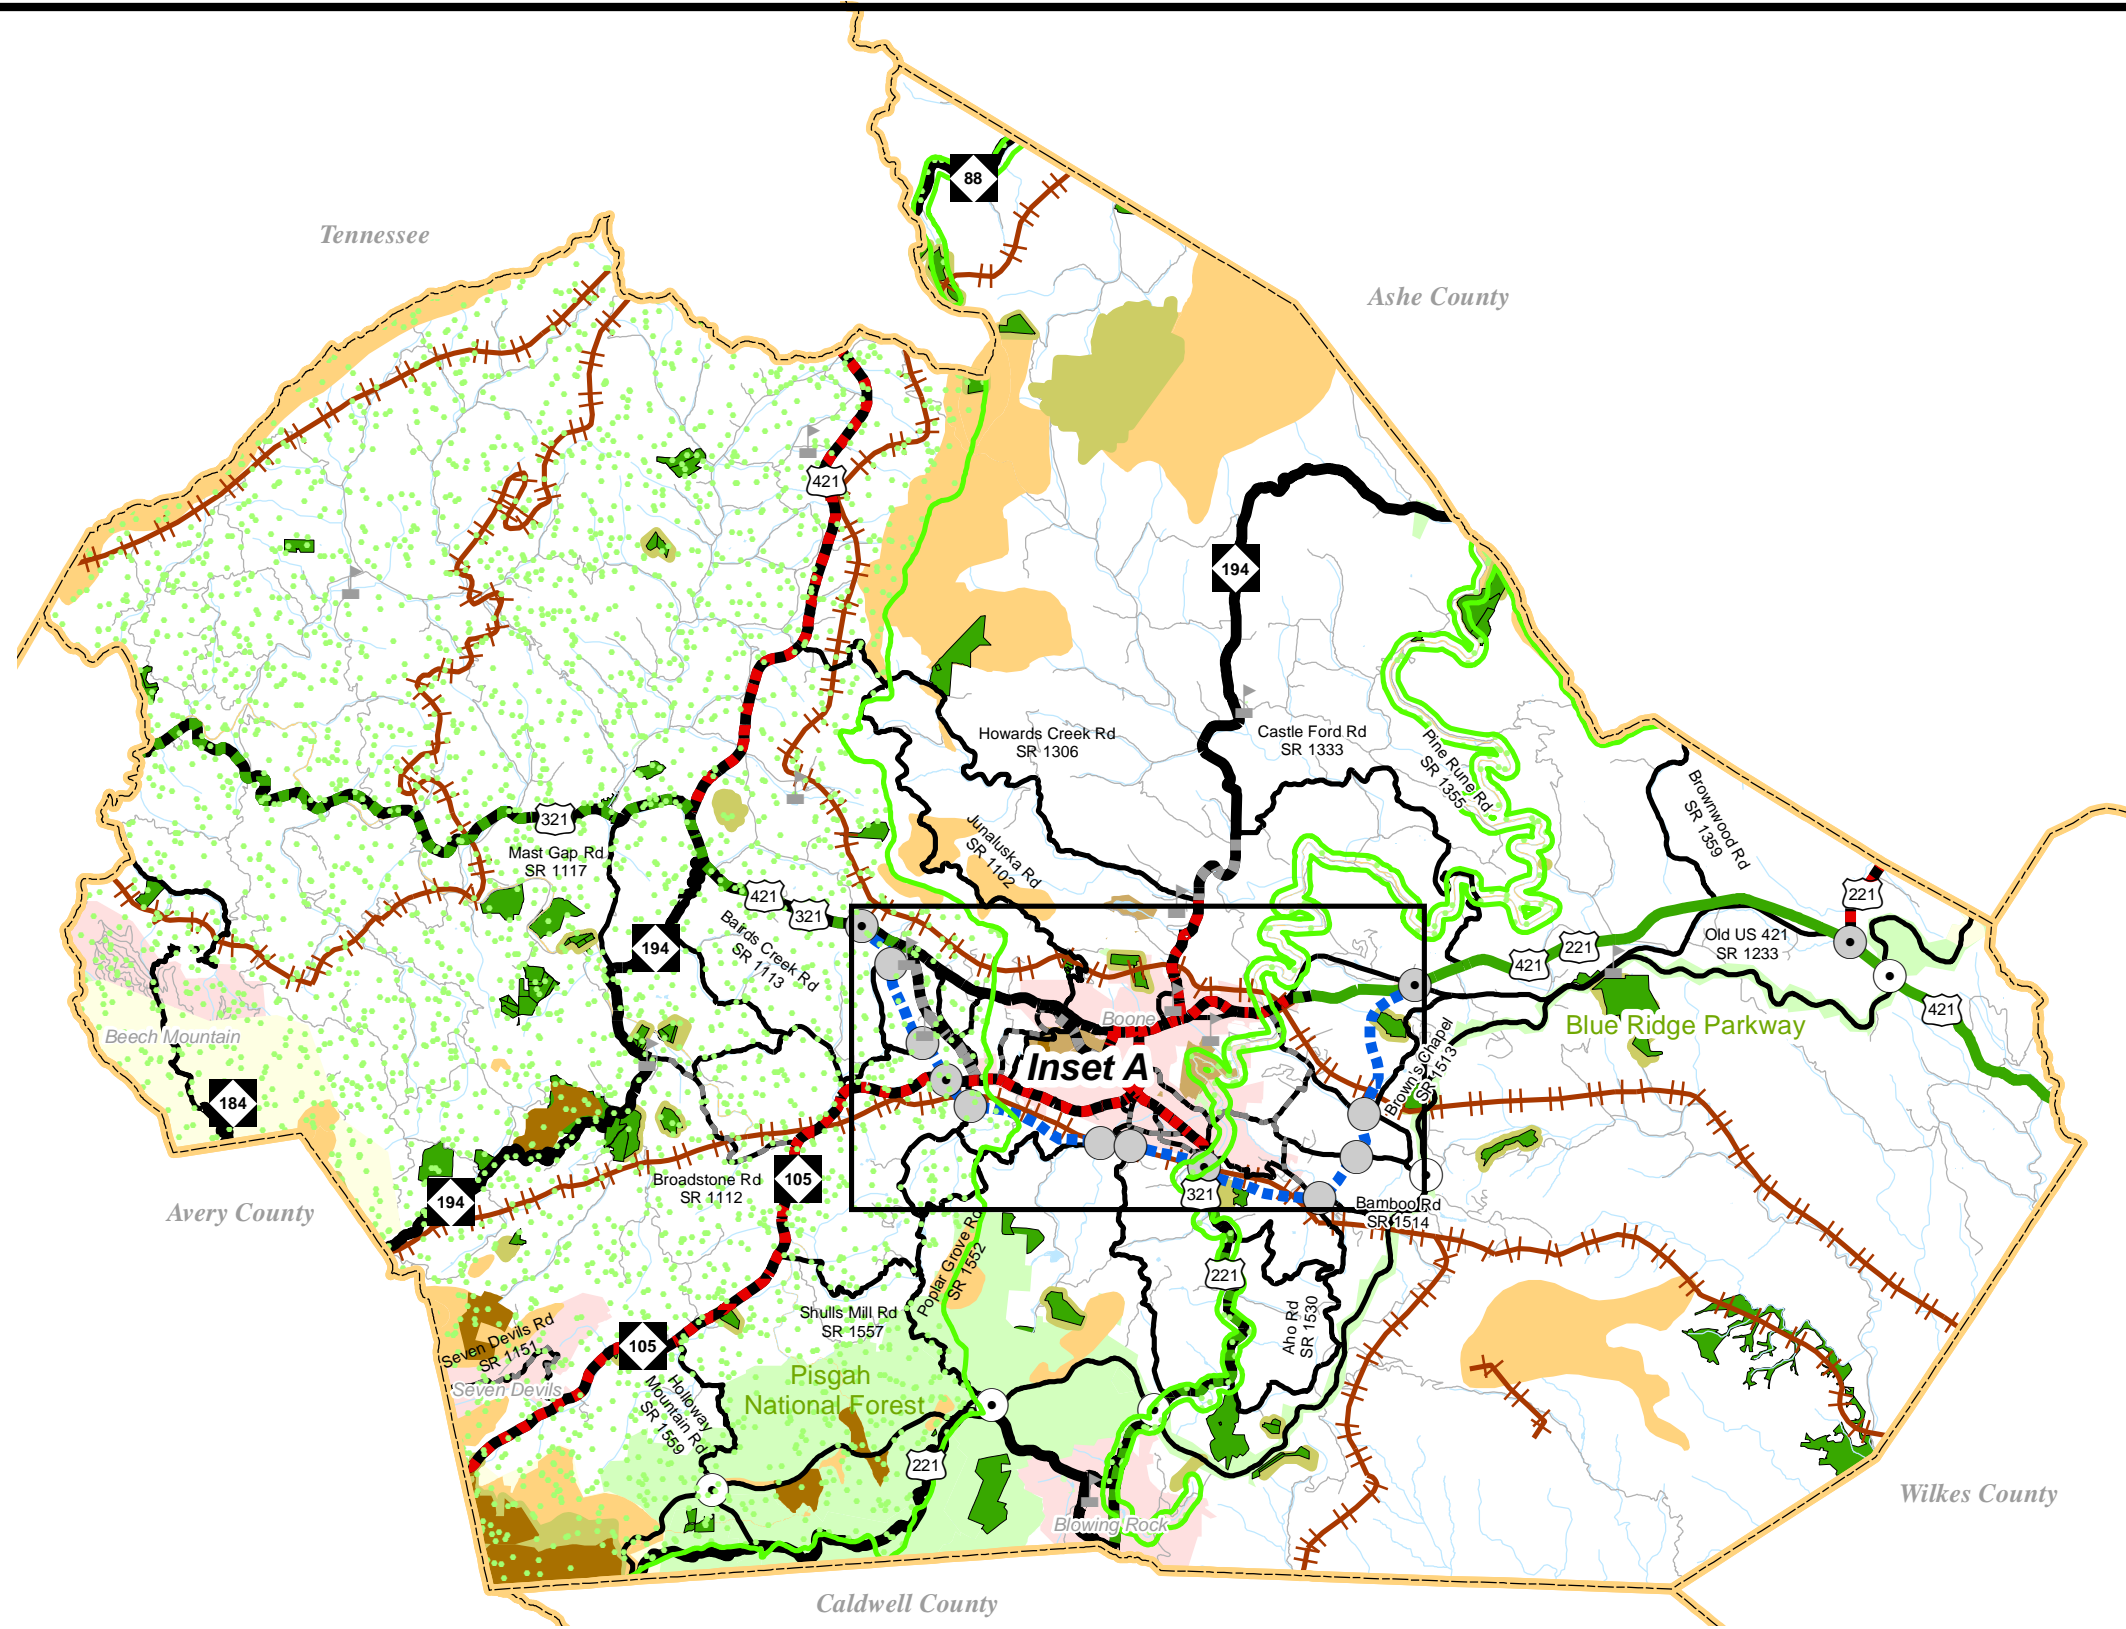 88
Tennessee
Ashe County
421
194
Howards Creek Rd
SR 1306
Castle Ford Rd
SR 1333
Pine Rune Rd
SR 1355
Brownwood Rd
SR 1359
321
Mast Gap Rd
SR 1117
Junaluska Rd
SR 1102
421
321
221
Bairds Creek Rd
SR 1113
194
421
221
Old US 421
SR 1233
421
Boone
Blue Ridge Parkway
Beech Mountain
Inset A
Brown's Chapel
SR 1513
184
194
Broadstone Rd
SR 1112
105
321
Bamboo Rd
SR 1514
Avery County
Poplar Grove Rd
SR 1552
221
Shulls Mill Rd
SR 1557
Aho Rd
SR 1530
Seven Devils Rd
SR 1151
105
Seven Devils
Holloway
Mountain Rd
SR 1559
Pisgah
National Forest
221
Blowing Rock
Wilkes County
Caldwell County